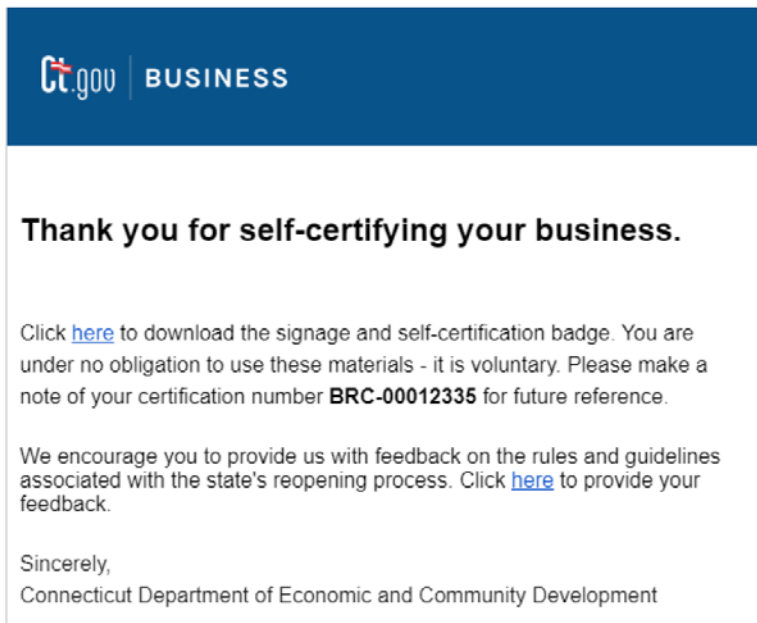 Ct.gov | BUSINESS
Thank you for self-certifying your business.
Click here to download the signage and self-certification badge. You are
under no obligation to use these materials - it is voluntary. Please make a
note of your certification number BRC-00012335 for future reference.
We encourage you to provide us with feedback on the rules and guidelines
associated with the state's reopening process. Click here to provide your
feedback.
Sincerely,
Connecticut Department of Economic and Community Development